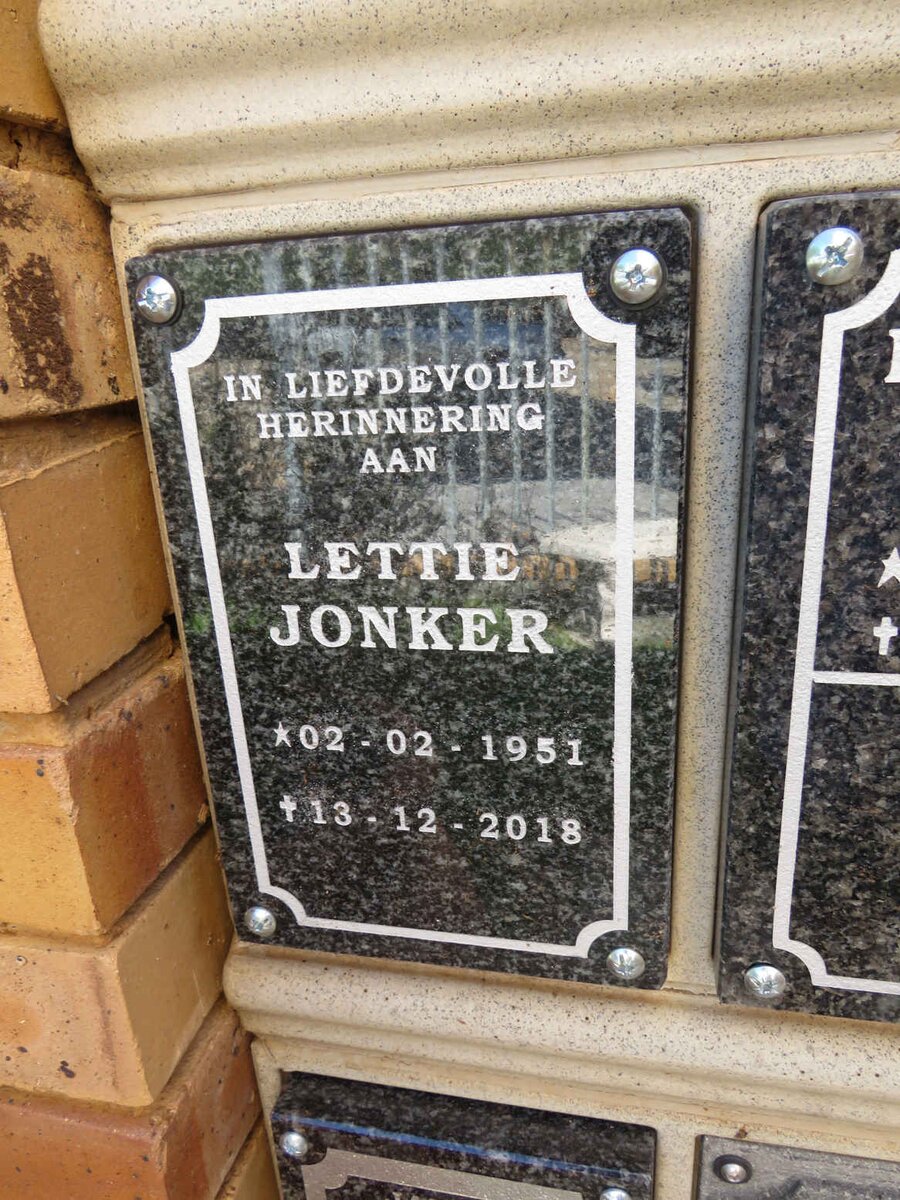 IN LIEFDEVOLLE
HERINNERING
AAN
LETTIE
JONKER
★02 - 02 - 1951
✝13 - 12 - 2018